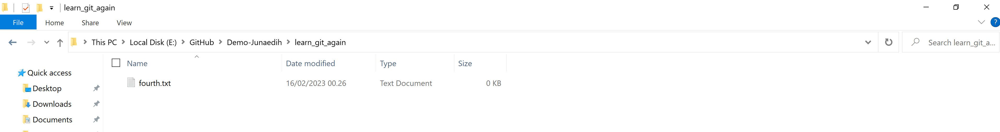 learn_git_again
File Home Share View ?
This PC Local Disk (E:) GitHub Demo-Junaedih learn_git_again Search learn_git_a...
Name Date modified Type Size
Quick access
fourth.txt 16/02/2023 00.26 Text Document 0 KB
Desktop
Downloads
Documents